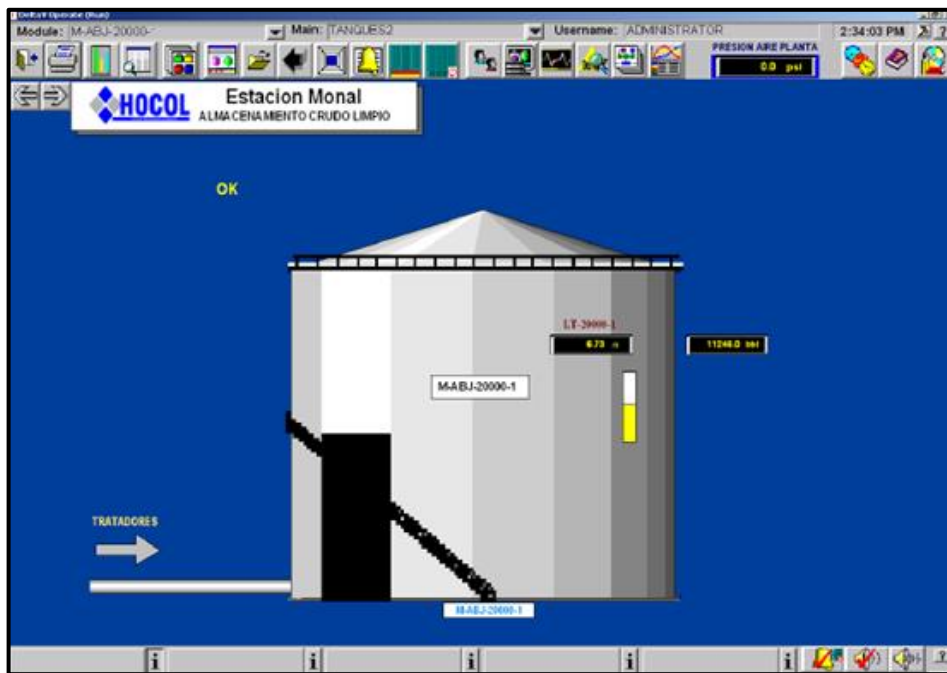 DeltaV Operate (Run)
Module: M-ABJ-20000- Main: TANQUES2 Username: ADMINISTRATOR 2:34:03 PM
PRESION AIRE PLANTA
0.0 psi
HOCOL Estacion Monal
ALMACENAMIENTO CRUDO LIMPIO
OK
LT-20000-1
6.73 11246.0 bbl
M-ABJ-20000-1
TRATADORES
M-ABJ-20000-1